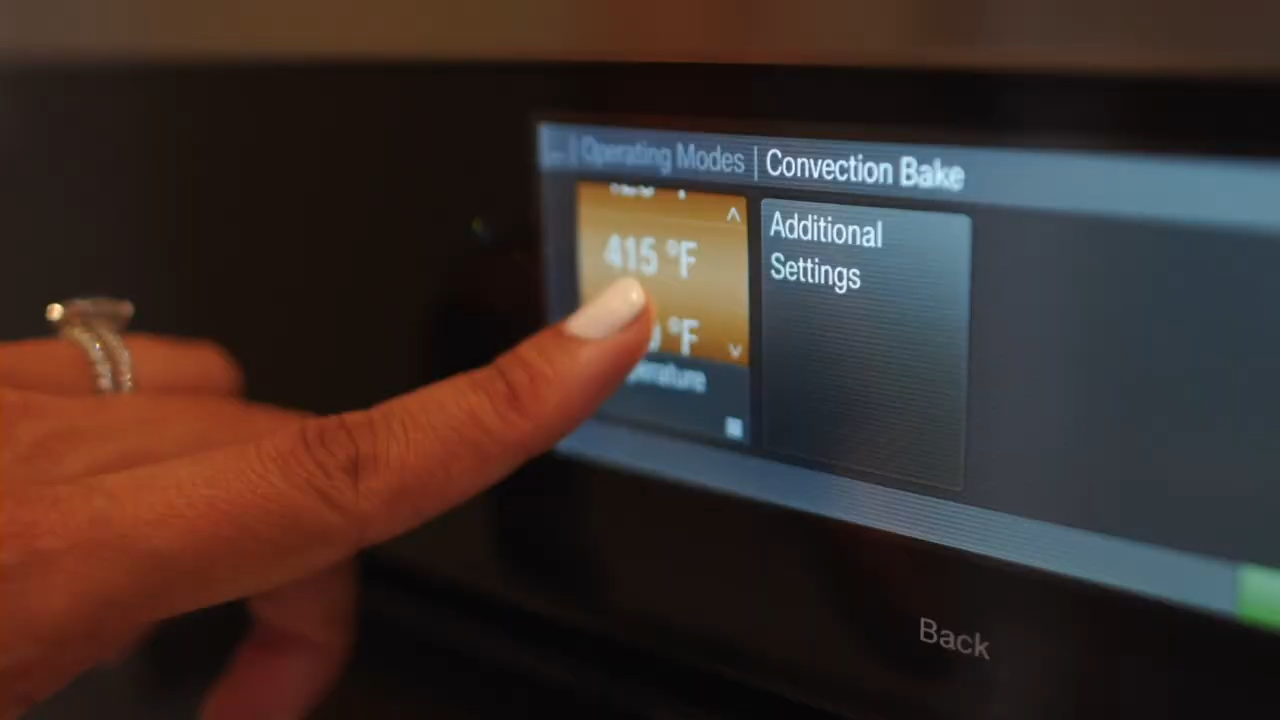 Operating Modes | Convection Bake
415 °F
°F
Additional
Settings
Back